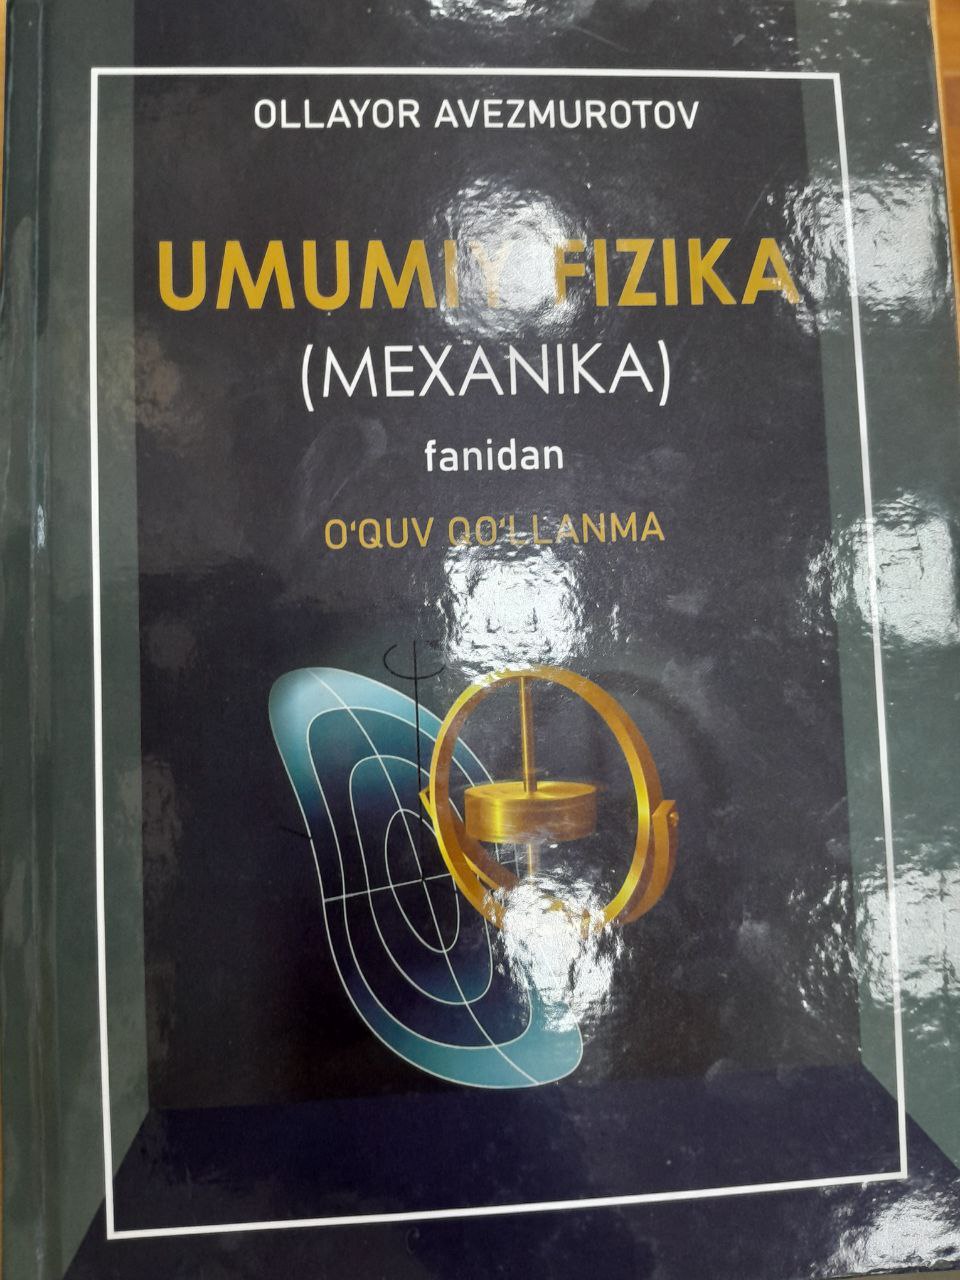 OLLAYOR AVEZMUROTOV
UMUMIY FIZIKA
(MEXANIKA)
fanidan
O‘QUV QO‘LLANMA